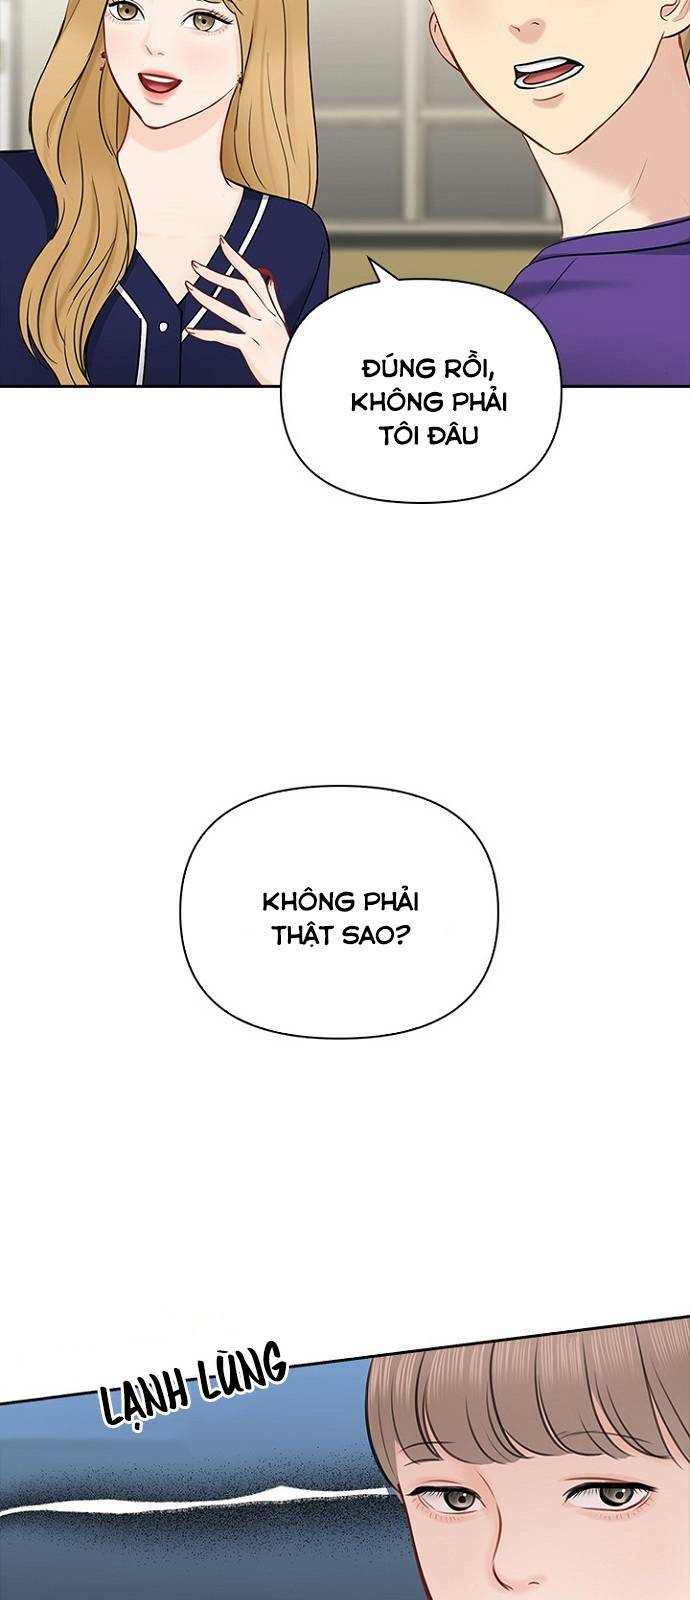 ĐÚNG RỒI,
KHÔNG PHẢI
TÔI ĐÂU
KHÔNG PHẢI
THẬT SAO?
LẠNH LÙNG